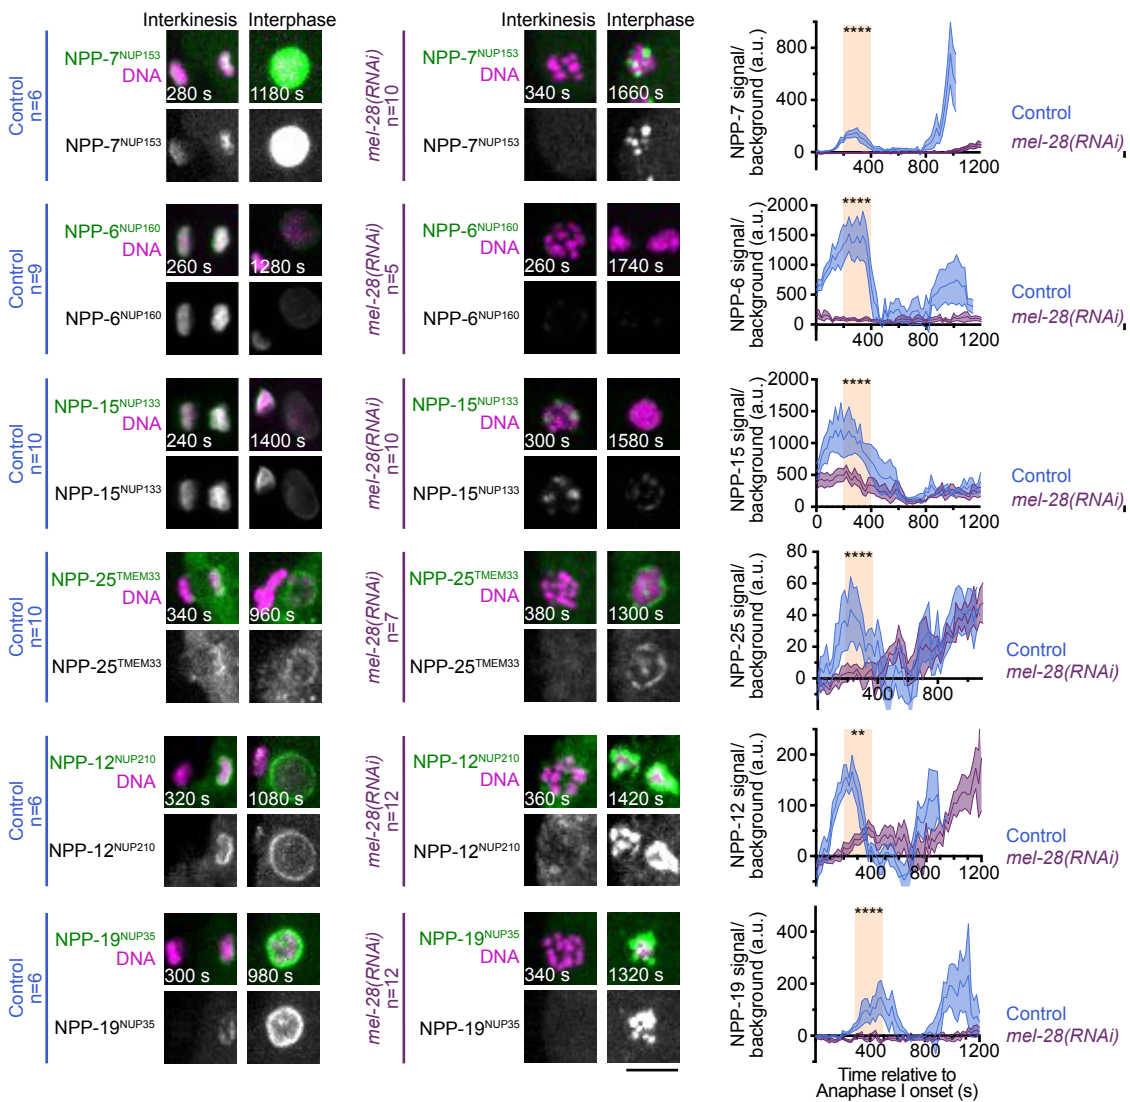 Interkinesis Interphase
Interkinesis Interphase
Control
n=6
NPP-7NUP153
DNA
280 s
1180 s
NPP-7NUP153
mel-28(RNAi)
n=10
NPP-7NUP153
DNA
340 s
1660 s
NPP-7NUP153
NPP-7 signal/
background (a.u.)
800
400
0
****
0 400 800 1200
Control
mel-28(RNAi)
Control
n=9
NPP-6NUP160
DNA
260 s
1280 s
NPP-6NUP160
mel-28(RNAi)
n=5
NPP-6NUP160
DNA
260 s
1740 s
NPP-6NUP160
NPP-6 signal/
background (a.u.)
2000
1500
1000
500
0
****
400 800 1200
Control
mel-28(RNAi)
Control
n=10
NPP-15NUP133
DNA
240 s
1400 s
NPP-15NUP133
mel-28(RNAi)
n=10
NPP-15NUP133
DNA
300 s
1580 s
NPP-15NUP133
NPP-15 signal/
background (a.u.)
2000
1500
1000
500
0
****
0 400 800 1200
Control
mel-28(RNAi)
Control
n=10
NPP-25TMEM33
DNA
340 s
960 s
NPP-25TMEM33
mel-28(RNAi)
n=7
NPP-25TMEM33
DNA
380 s
1300 s
NPP-25TMEM33
NPP-25 signal/
background (a.u.)
80
60
40
20
0
****
400 800
Control
mel-28(RNAi)
Control
n=6
NPP-12NUP210
DNA
320 s
1080 s
NPP-12NUP210
mel-28(RNAi)
n=12
NPP-12NUP210
DNA
360 s
1420 s
NPP-12NUP210
NPP-12 signal/
background (a.u.)
200
100
0
**
400 800 1200
Control
mel-28(RNAi)
Control
n=6
NPP-19NUP35
DNA
300 s
980 s
NPP-19NUP35
mel-28(RNAi)
n=12
NPP-19NUP35
DNA
340 s
1320 s
NPP-19NUP35
NPP-19 signal/
background (a.u.)
400
200
0
****
400 800 1200
Control
mel-28(RNAi)
Time relative to
Anaphase I onset (s)